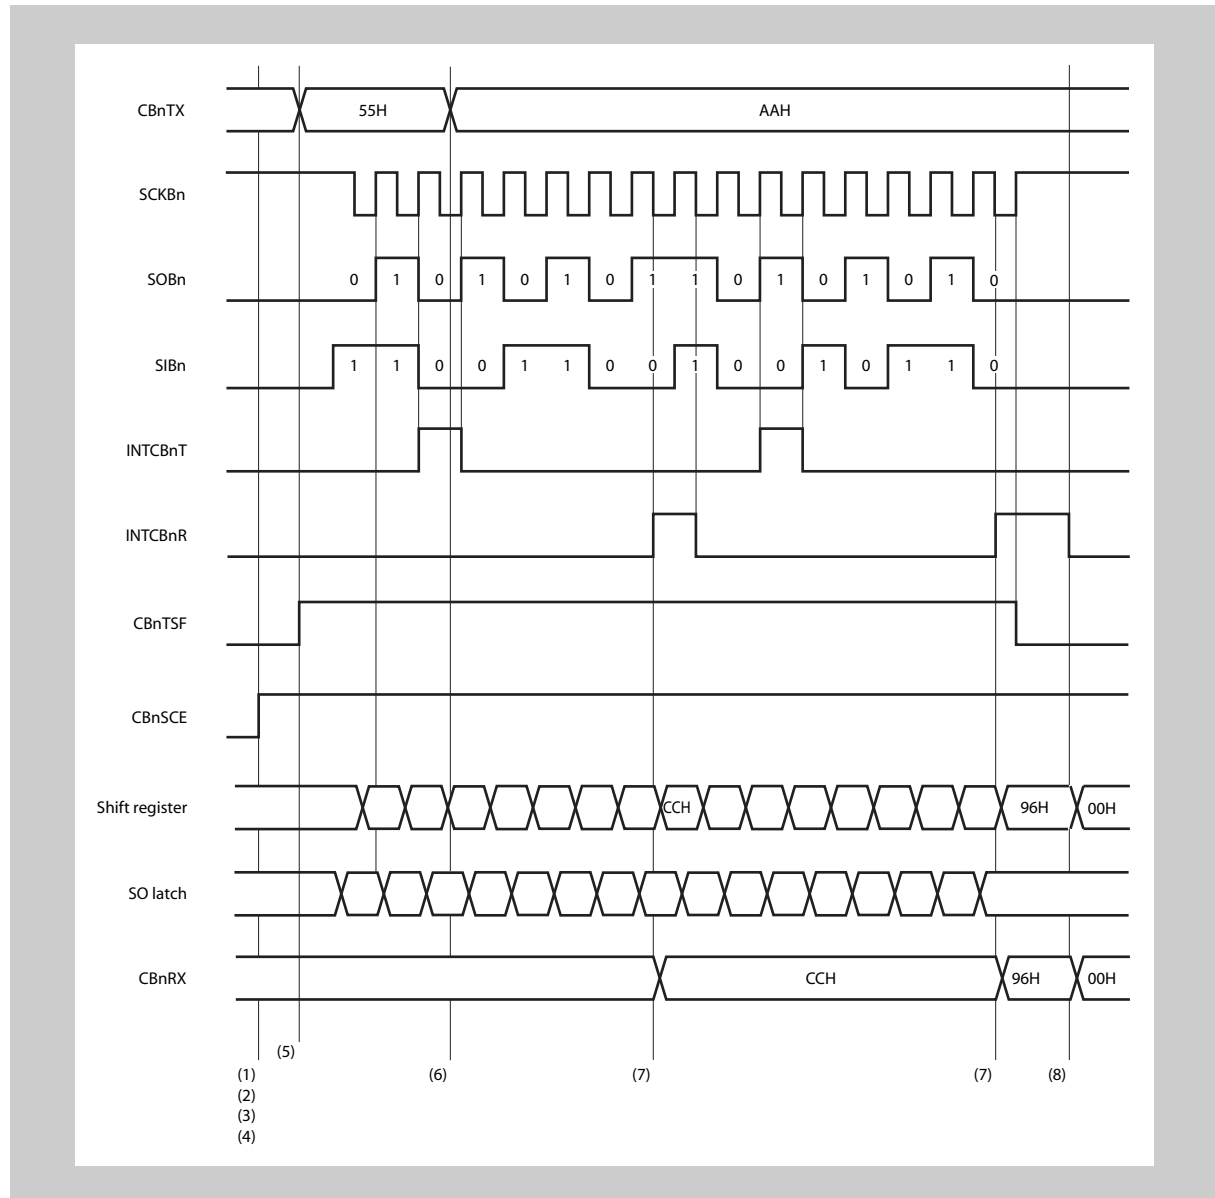 CBnTX 55H AAH
SCKBn
SOBn 0 1 0 1 0 1 0 1 1 0 1 0 1 0 1 0
SIBn 1 1 0 0 1 1 0 0 1 0 0 1 0 1 1 0
INTCBnT
INTCBnR
CBnTSF
CBnSCE
Shift register CCH 96H 00H
SO latch
CBnRX CCH 96H 00H
(5)
(1) (6) (7) (7) (8)
(2)
(3)
(4)